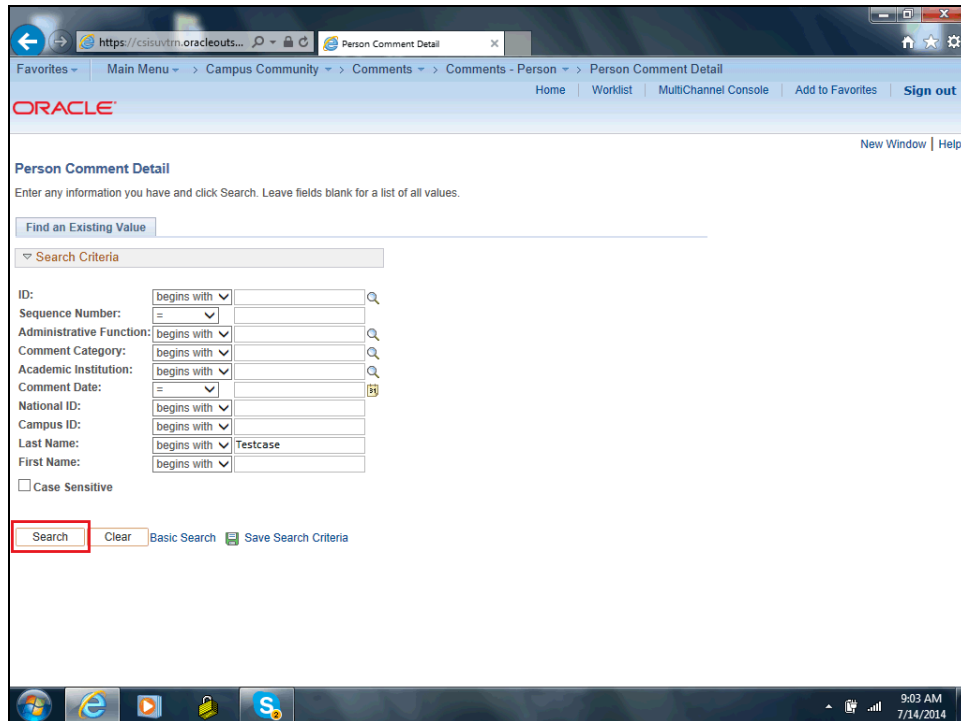 https://csisuvtrn.oracleouts... Person Comment Detail
Favorites Main Menu > Campus Community > Comments > Comments - Person > Person Comment Detail
Home Worklist MultiChannel Console Add to Favorites Sign out
ORACLE
New Window | Help
Person Comment Detail
Enter any information you have and click Search. Leave fields blank for a list of all values.
Find an Existing Value
Search Criteria
ID: begins with
Sequence Number: =
Administrative Function: begins with
Comment Category: begins with
Academic Institution: begins with
Comment Date: = 31
National ID: begins with
Campus ID: begins with
Last Name: begins with Testcase
First Name: begins with
Case Sensitive
Search Clear Basic Search Save Search Criteria
S 2
9:03 AM
7/14/2014